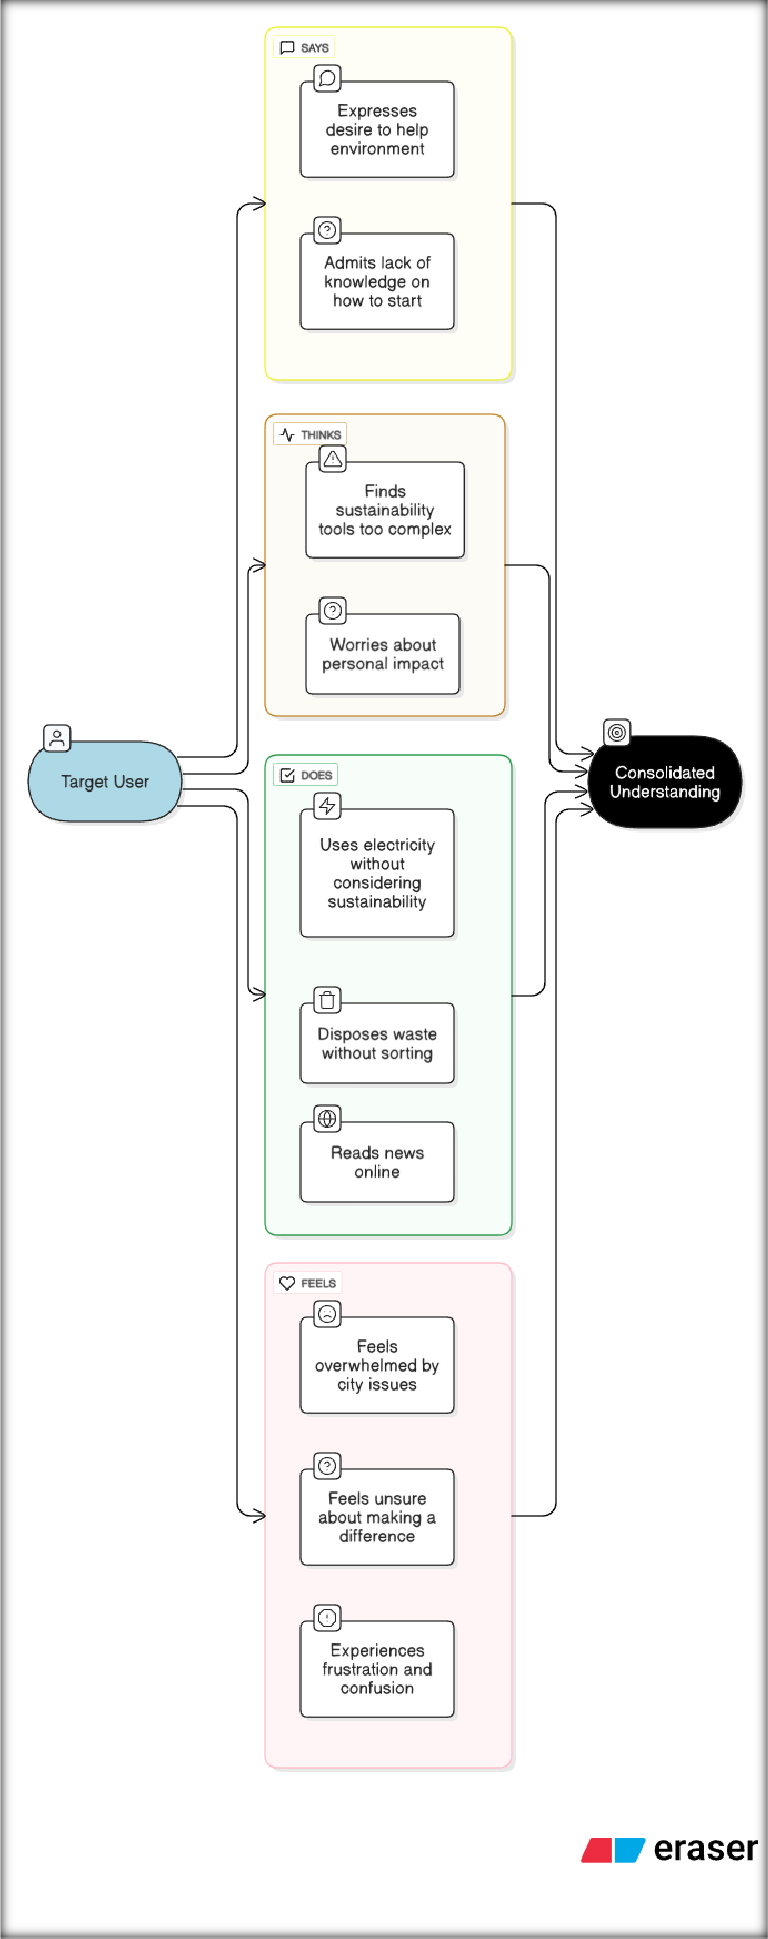 SAYS
Expresses
desire to help
environment
Admits lack of
knowledge on
how to start
THINKS
Finds
sustainability
tools too complex
Worries about
personal impact
Target User
Consolidated
Understanding
DOES
Uses electricity
without
considering
sustainability
Disposes waste
without sorting
Reads news
online
FEELS
Feels
overwhelmed by
city issues
Feels unsure
about making a
difference
Experiences
frustration and
confusion
eraser